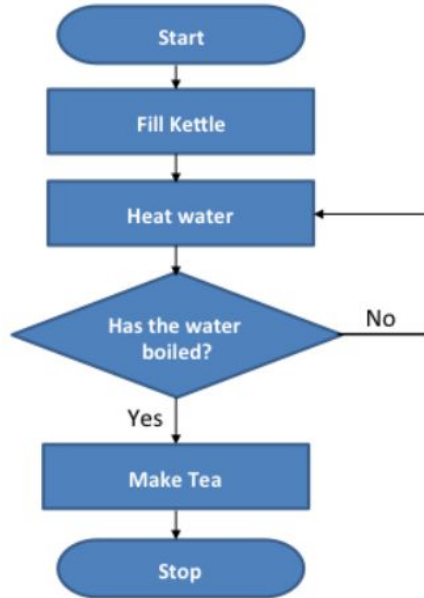 Start
Fill Kettle
Heat water
Has the water
boiled?
No
Yes
Make Tea
Stop